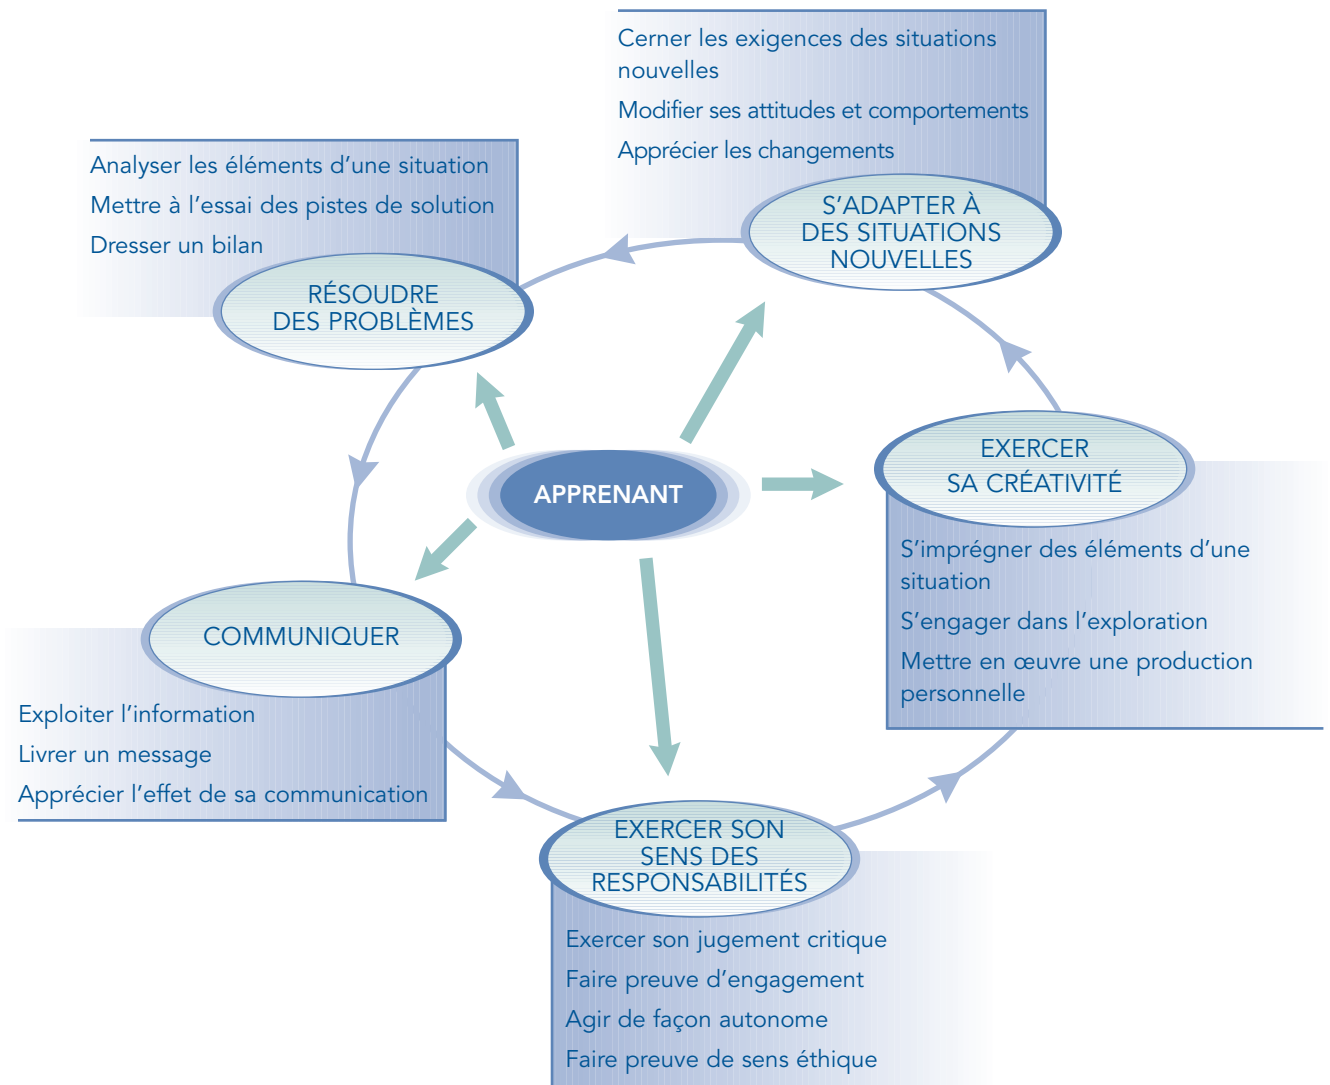 Cerner les exigences des situations
nouvelles
Modifier ses attitudes et comportements
Apprécier les changements
S'ADAPTER À
DES SITUATIONS
NOUVELLES
Analyser les éléments d'une situation
Mettre à l'essai des pistes de solution
Dresser un bilan
RÉSOUDRE
DES PROBLÈMES
APPRENANT
EXERCER
SA CRÉATIVITÉ
S'imprégner des éléments d'une
situation
S'engager dans l'exploration
Mettre en œuvre une production
personnelle
COMMUNIQUER
Exploiter l'information
Livrer un message
Apprécier l'effet de sa communication
EXERCER SON
SENS DES
RESPONSABILITÉS
Exercer son jugement critique
Faire preuve d'engagement
Agir de façon autonome
Faire preuve de sens éthique